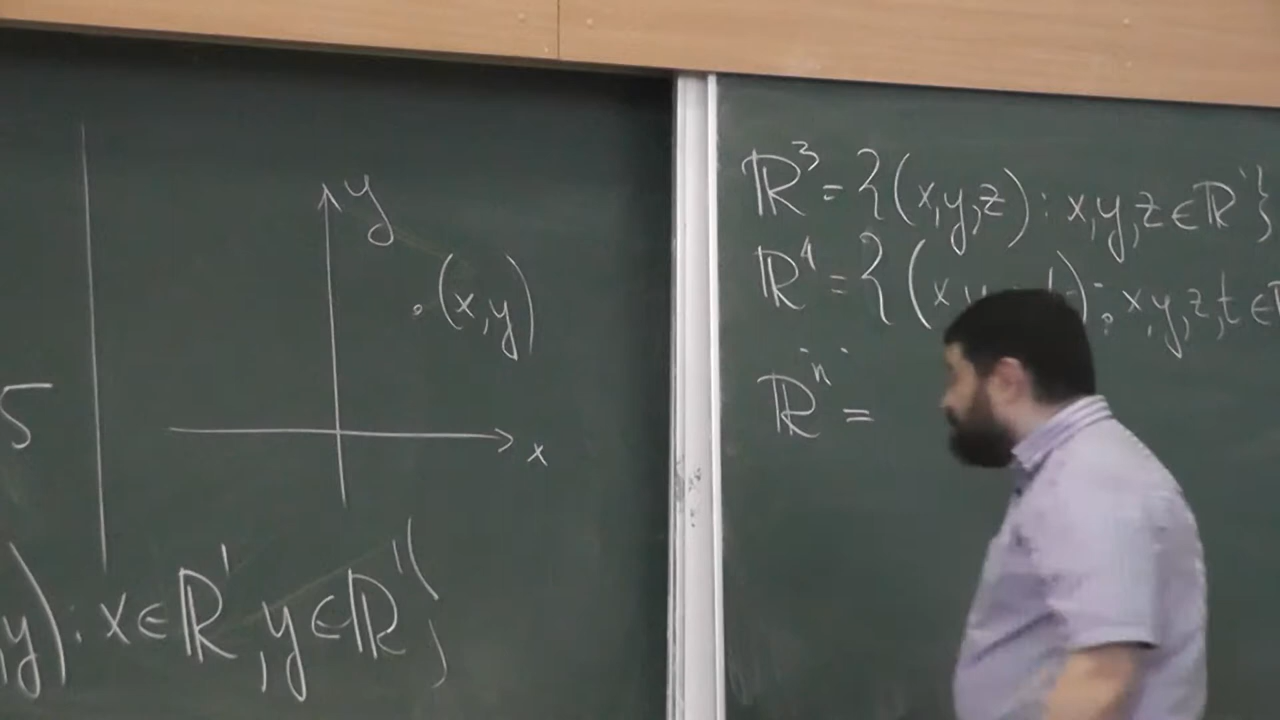 y
(x,y)
5
x
,y) : x∈ℝ¹, y∈ℝ¹}
ℝ³ = {(x,y,z) : x,y,z∈ℝ¹}
ℝ⁴ = {(x,y : x,y,z,t ∈ℝ
ℝⁿ =